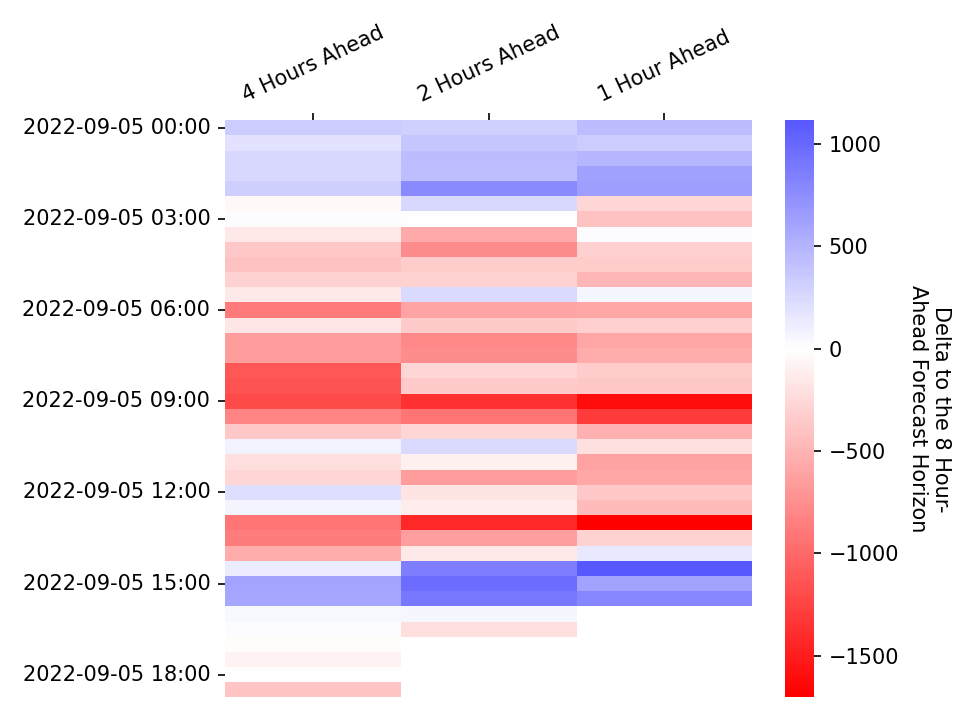 4 Hours Ahead
2 Hours Ahead
1 Hour Ahead
2022-09-05 00:00
2022-09-05 03:00
2022-09-05 06:00
2022-09-05 09:00
2022-09-05 12:00
2022-09-05 15:00
2022-09-05 18:00
1000
500
0
−500
−1000
−1500
Delta to the 8 Hour-
Ahead Forecast Horizon